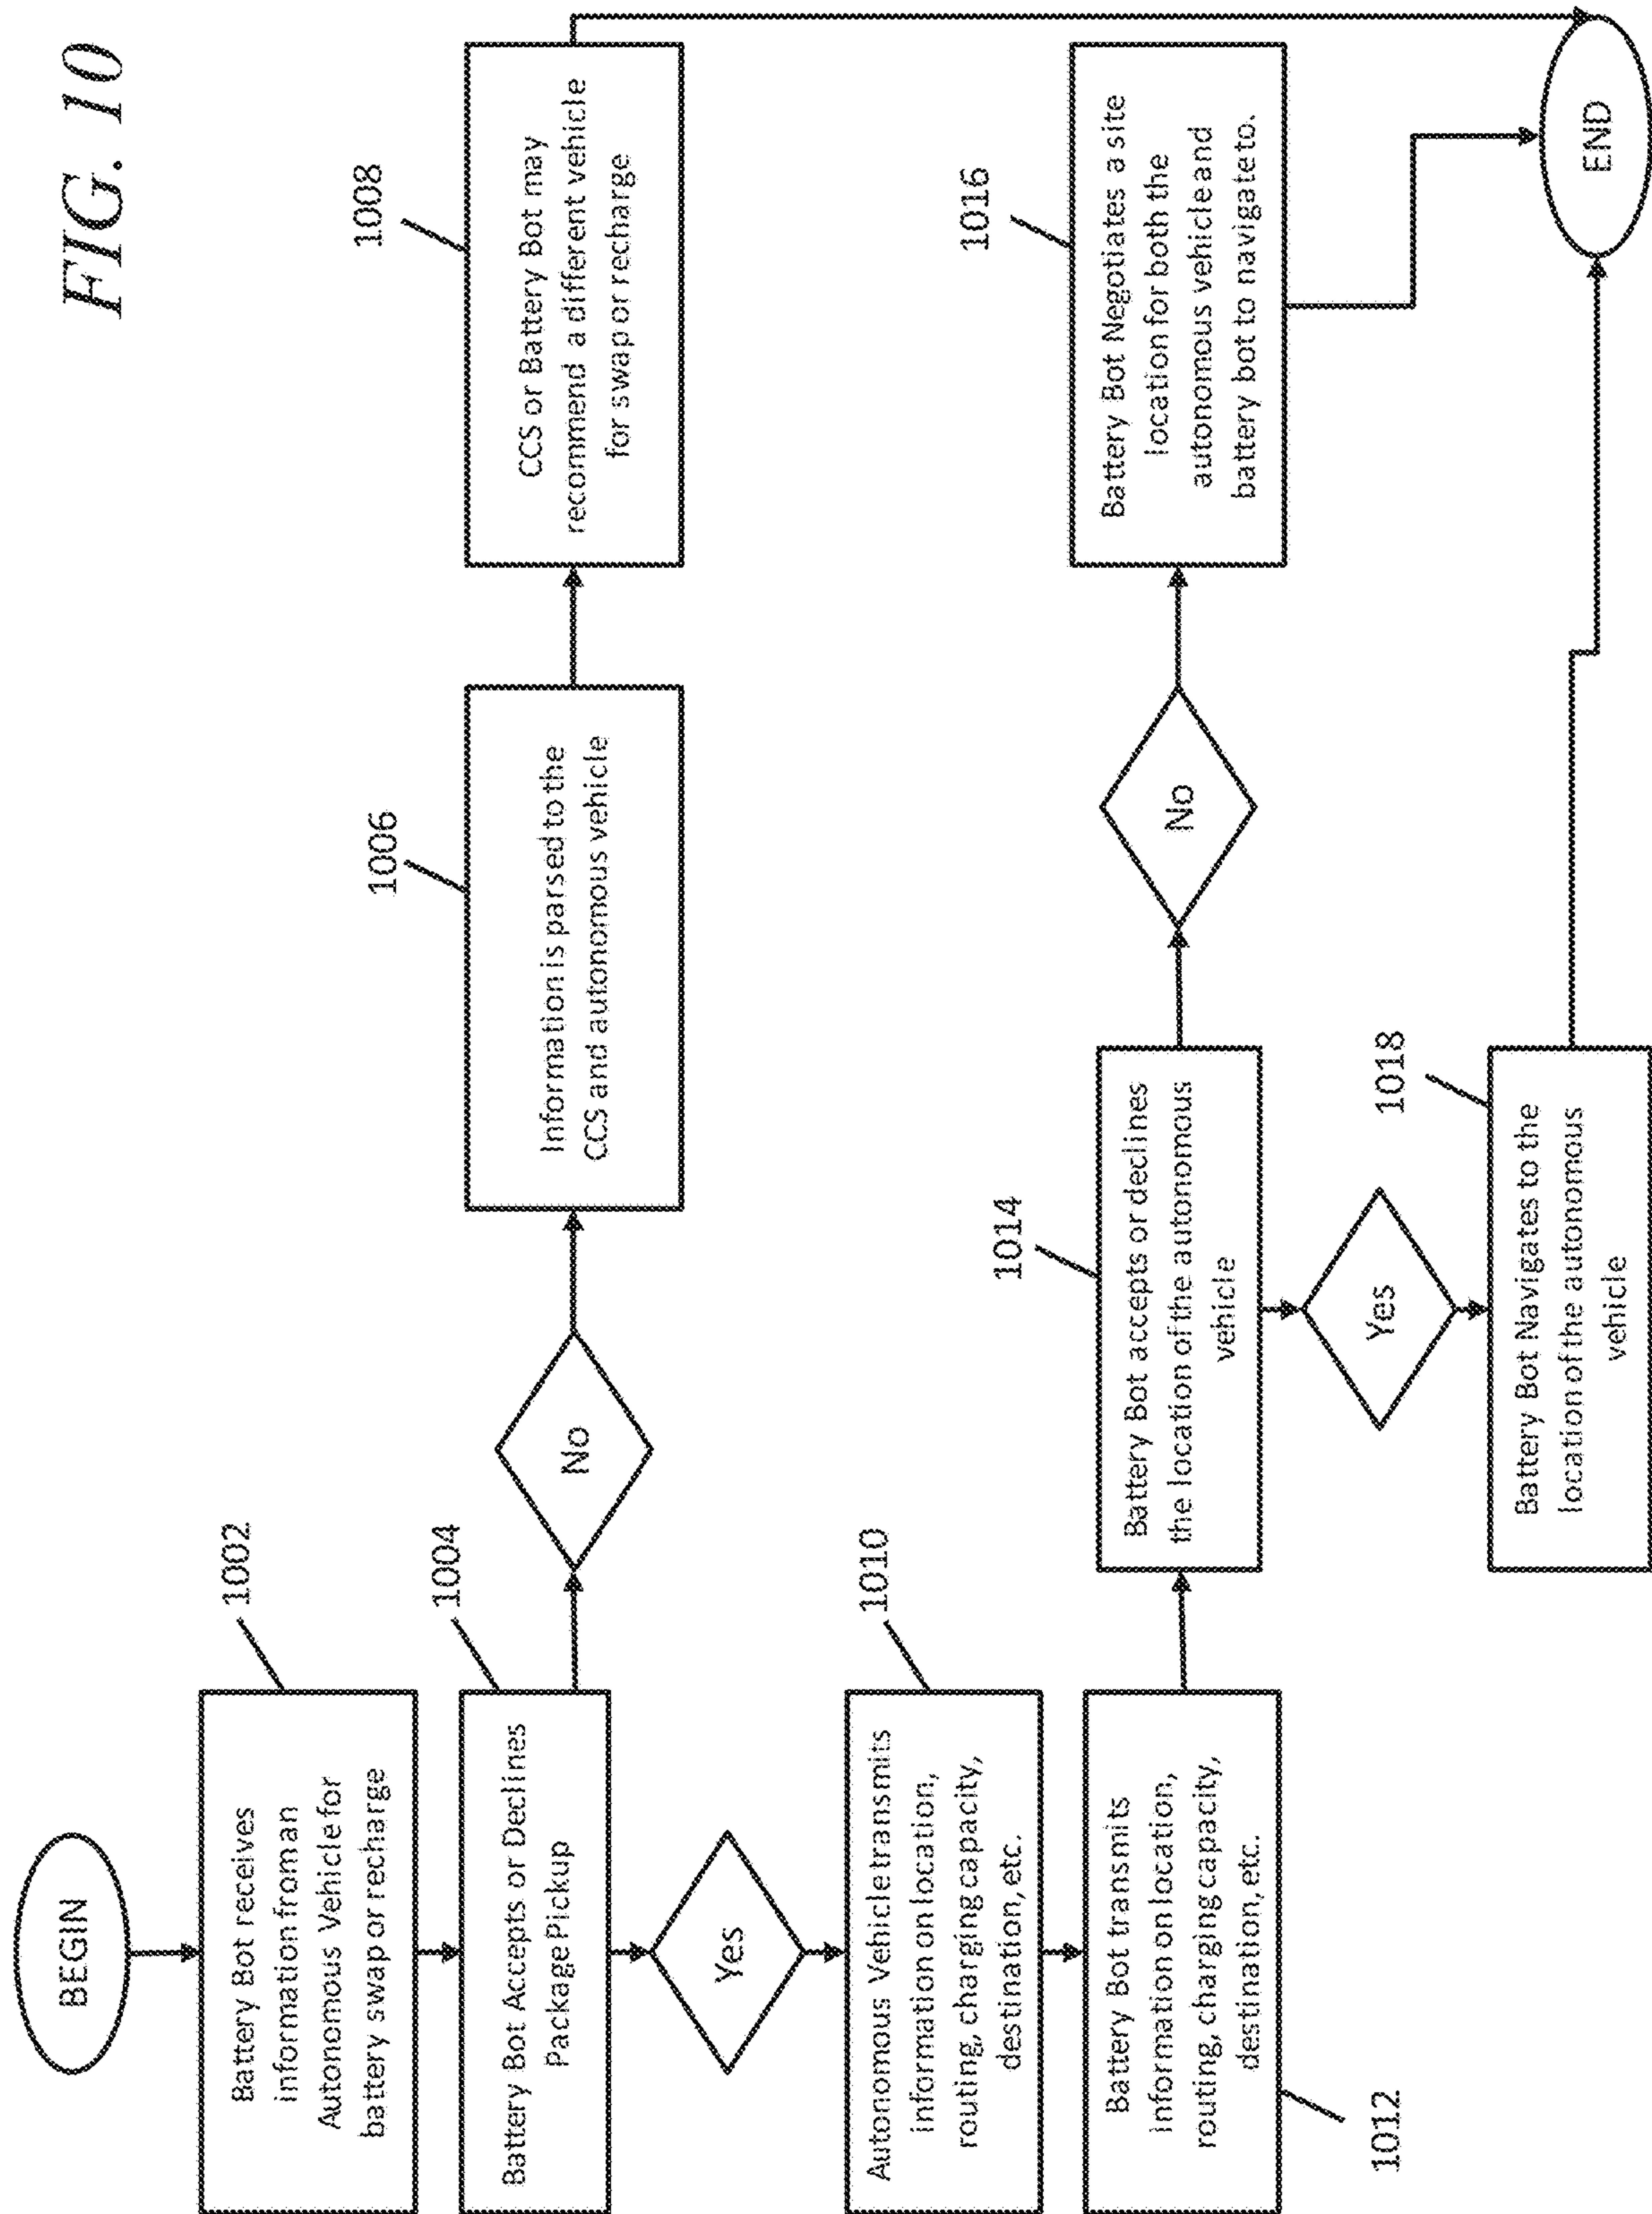 FIG. 10
BEGIN
1002
Battery Bot receives
information from an
Autonomous Vehicle for
battery swap or recharge
1004
Battery Bot Accepts or Declines
Package Pickup
No
1006
Information is parsed to the
CCS and autonomous vehicle
1008
CCS or Battery Bot may
recommend a different vehicle
for swap or recharge
Yes
1010
Autonomous Vehicle transmits
information on location,
routing, charging capacity,
destination, etc.
Battery Bot transmits
information on location,
routing, charging capacity,
destination, etc.
1012
1014
Battery Bot accepts or declines
the location of the autonomous
vehicle
No
1016
Battery Bot Negotiates a site
location for both the
autonomous vehicle and
battery bot to navigate to.
Yes
1018
Battery Bot Navigates to the
location of the autonomous
vehicle
END